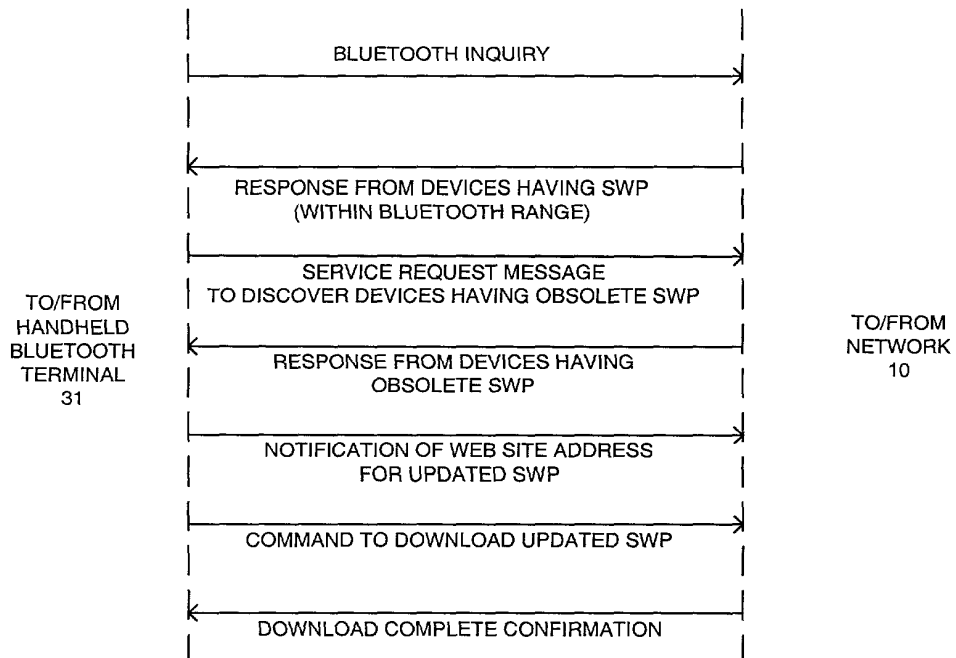 BLUETOOTH INQUIRY
RESPONSE FROM DEVICES HAVING SWP
(WITHIN BLUETOOTH RANGE)
SERVICE REQUEST MESSAGE
TO DISCOVER DEVICES HAVING OBSOLETE SWP
TO/FROM
HANDHELD
BLUETOOTH
TERMINAL
31
TO/FROM
NETWORK
10
RESPONSE FROM DEVICES HAVING
OBSOLETE SWP
NOTIFICATION OF WEB SITE ADDRESS
FOR UPDATED SWP
COMMAND TO DOWNLOAD UPDATED SWP
DOWNLOAD COMPLETE CONFIRMATION